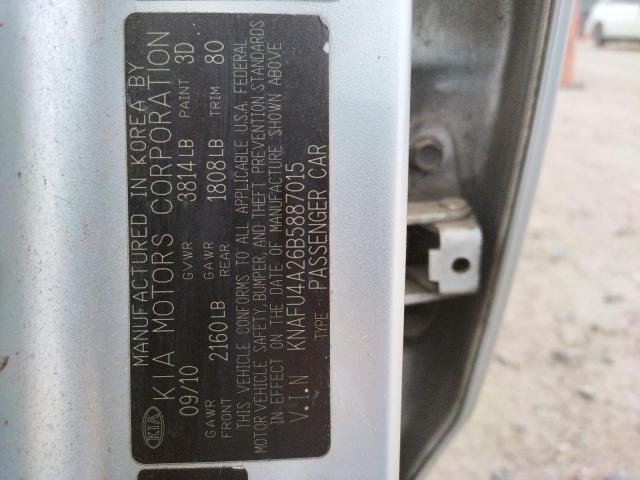 MANUFACTURED IN KOREA BY
KIA KIA MOTORS CORPORATION
09/10 GVWR 3814LB PAINT 3D
GAWR FRONT 2160LB GAWR REAR 1808LB TRIM 80
THIS VEHICLE CONFORMS TO ALL APPLICABLE U.S.A. FEDERAL
MOTOR VEHICLE SAFETY, BUMPER, AND THEFT PREVENTION STANDARDS
IN EFFECT ON THE DATE OF MANUFACTURE SHOWN ABOVE
V.I.N KNAFU4A26B5887015
TYPE : PASSENGER CAR